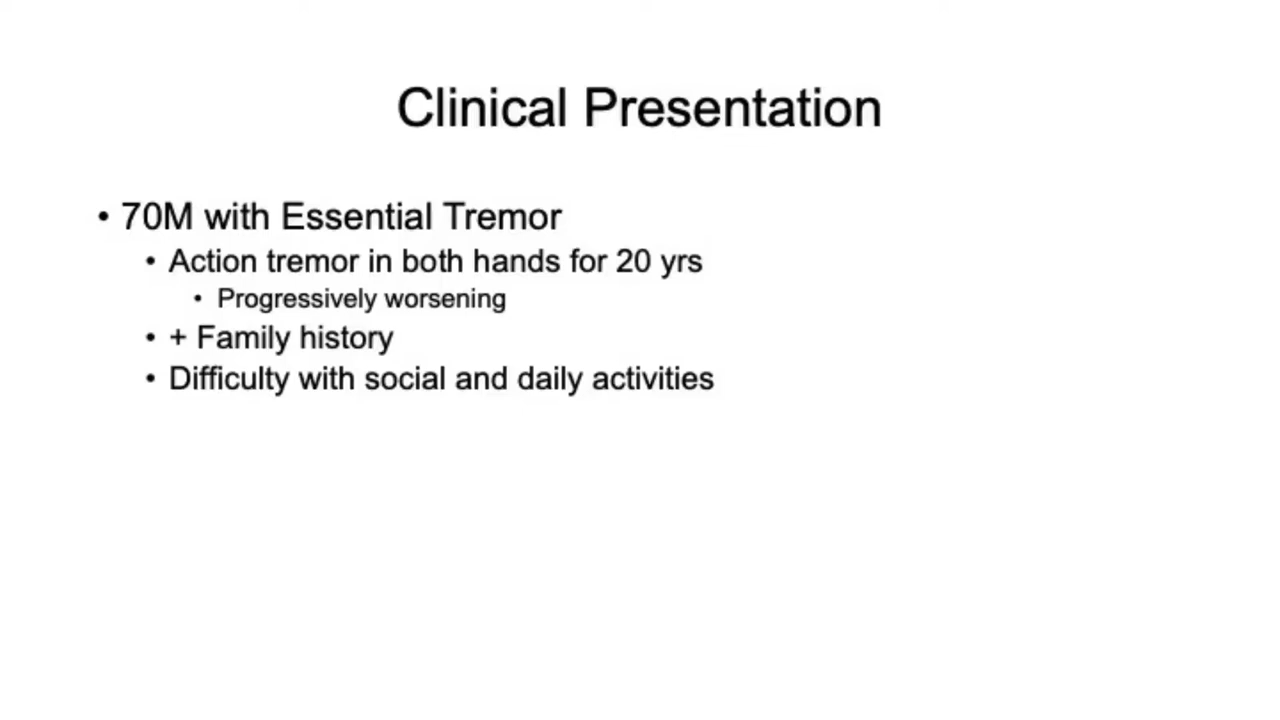 Clinical Presentation
• 70M with Essential Tremor
• Action tremor in both hands for 20 yrs
• Progressively worsening
• + Family history
• Difficulty with social and daily activities